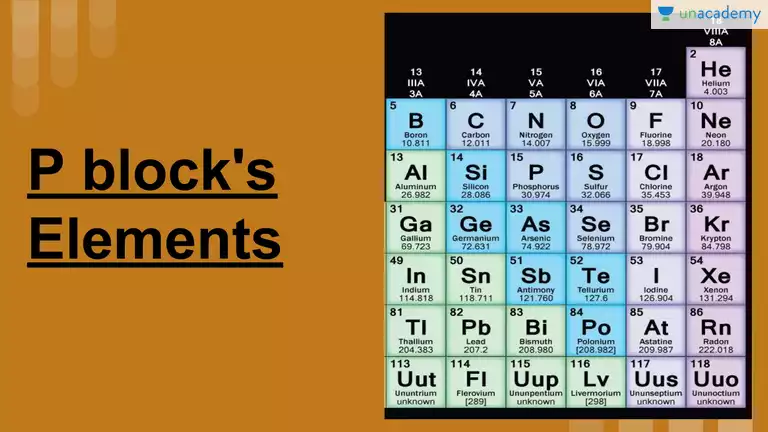 unacademy
18
VIIIA
8A
P block's
Elements
13 14 15 16 17
IIIA IVA VA VIA VIIA
3A 4A 5A 6A 7A
2
He
Helium
4.003
5 6 7 8 9 10
B C N O F Ne
Boron Carbon Nitrogen Oxygen Fluorine Neon
10.811 12.011 14.007 15.999 18.998 20.180
13 14 15 16 17 18
Al Si P S Cl Ar
Aluminum Silicon Phosphorus Sulfur Chlorine Argon
26.982 28.086 30.974 32.066 35.453 39.948
31 32 33 34 35 36
Ga Ge As Se Br Kr
Gallium Germanium Arsenic Selenium Bromine Krypton
69.723 72.631 74.922 78.972 79.904 84.798
49 50 51 52 53 54
In Sn Sb Te I Xe
Indium Tin Antimony Tellurium Iodine Xenon
114.818 118.711 121.760 127.6 126.904 131.294
81 82 83 84 85 86
Tl Pb Bi Po At Rn
Thallium Lead Bismuth Polonium Astatine Radon
204.383 207.2 208.980 [208.982] 209.987 222.018
113 114 115 116 117 118
Uut Fl Uup Lv Uus Uuo
Ununtrium Flerovium Ununpentium Livermorium Ununseptium Ununoctium
unknown [289] unknown [298] unknown unknown